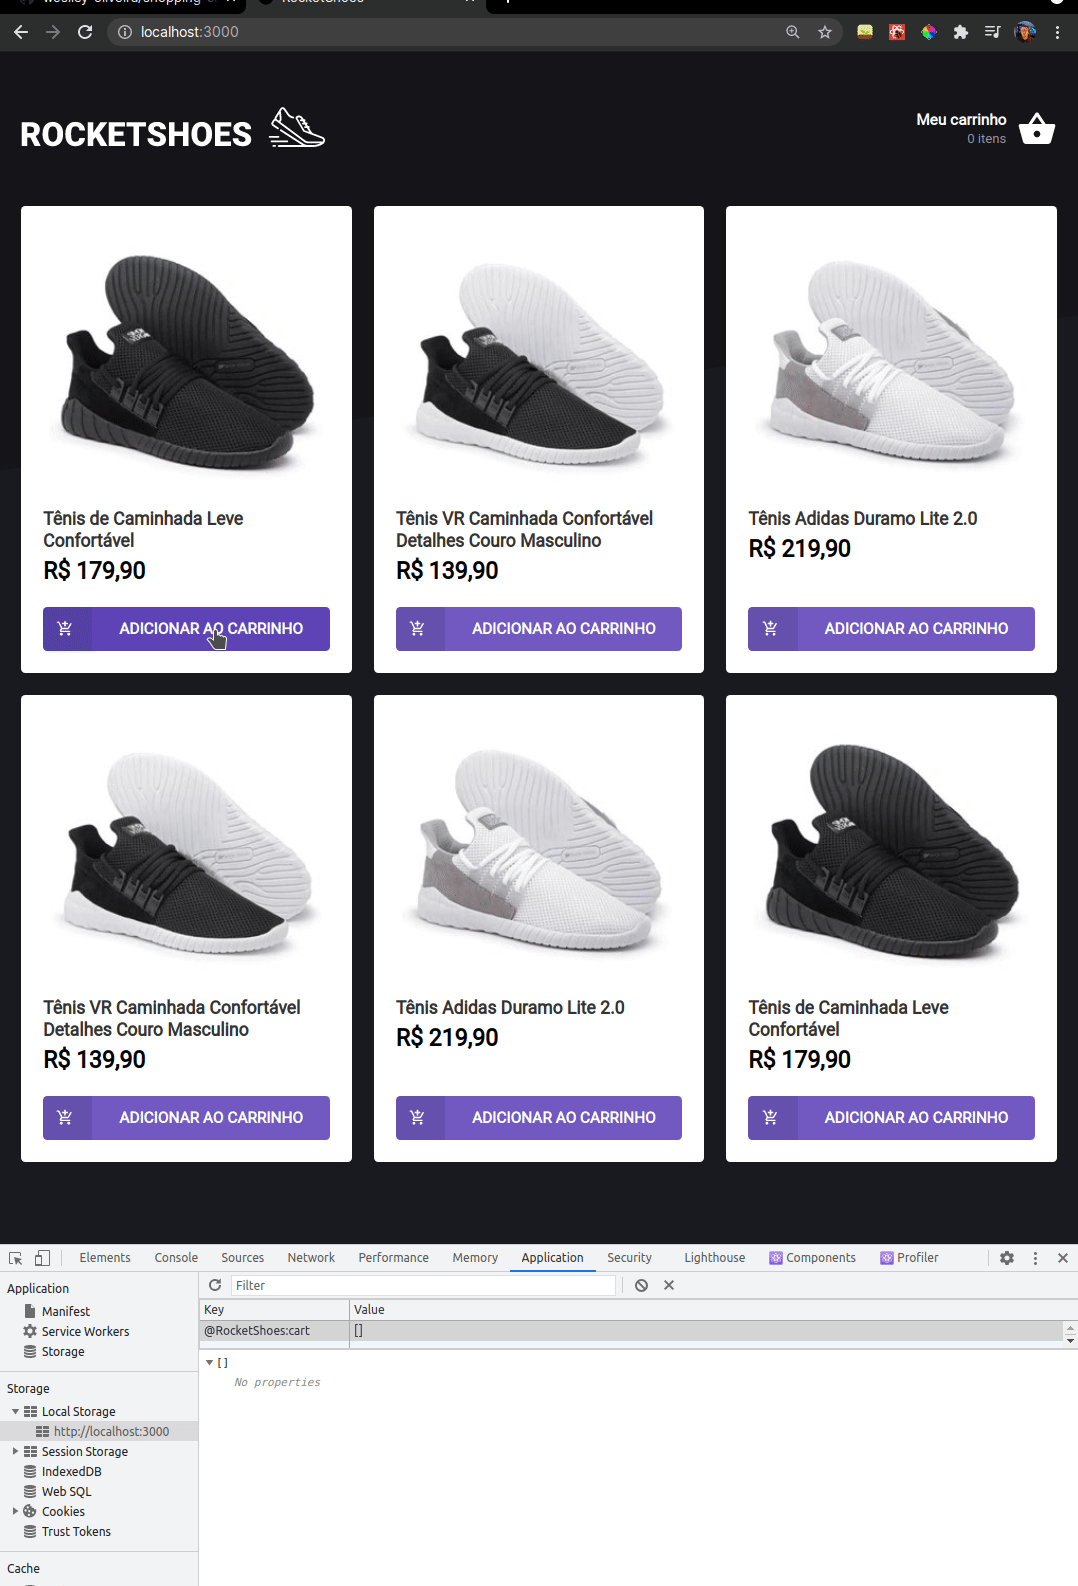 localhost:3000
ROCKETSHOES
Meu carrinho
0 itens
Tênis de Caminhada Leve
Confortável
R$ 179,90
ADICIONAR AO CARRINHO
Tênis VR Caminhada Confortável
Detalhes Couro Masculino
R$ 139,90
ADICIONAR AO CARRINHO
Tênis Adidas Duramo Lite 2.0
R$ 219,90
ADICIONAR AO CARRINHO
Tênis VR Caminhada Confortável
Detalhes Couro Masculino
R$ 139,90
ADICIONAR AO CARRINHO
Tênis Adidas Duramo Lite 2.0
R$ 219,90
ADICIONAR AO CARRINHO
Tênis de Caminhada Leve
Confortável
R$ 179,90
ADICIONAR AO CARRINHO
Elements Console Sources Network Performance Memory Application Security Lighthouse Components Profiler
Application
Manifest
Service Workers
Storage
Storage
Local Storage
http://localhost:3000
Session Storage
IndexedDB
Web SQL
Cookies
Trust Tokens
Cache
Filter
Key Value
@RocketShoes:cart []
[]
No properties